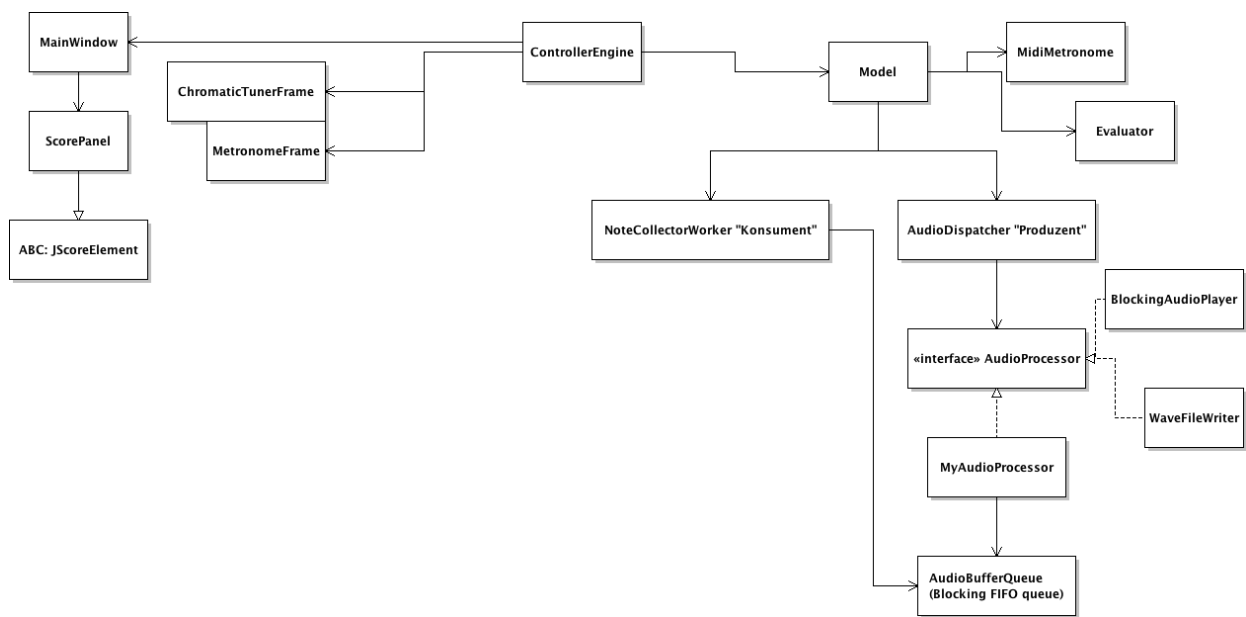 MainWindow
ControllerEngine
MidiMetronome
Model
ChromaticTunerFrame
Evaluator
ScorePanel
MetronomeFrame
NoteCollectorWorker "Konsument"
AudioDispatcher "Produzent"
ABC: JScoreElement
BlockingAudioPlayer
«interface» AudioProcessor
WaveFileWriter
MyAudioProcessor
AudioBufferQueue
(Blocking FIFO queue)